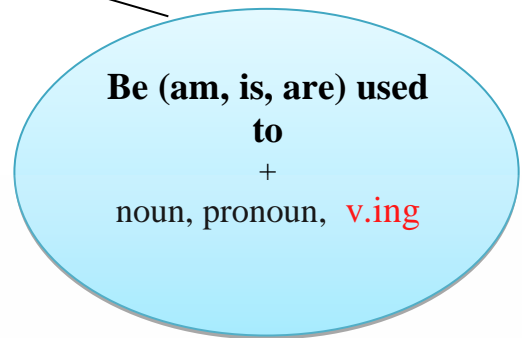 Be (am, is, are) used
to
+
noun, pronoun, v.ing